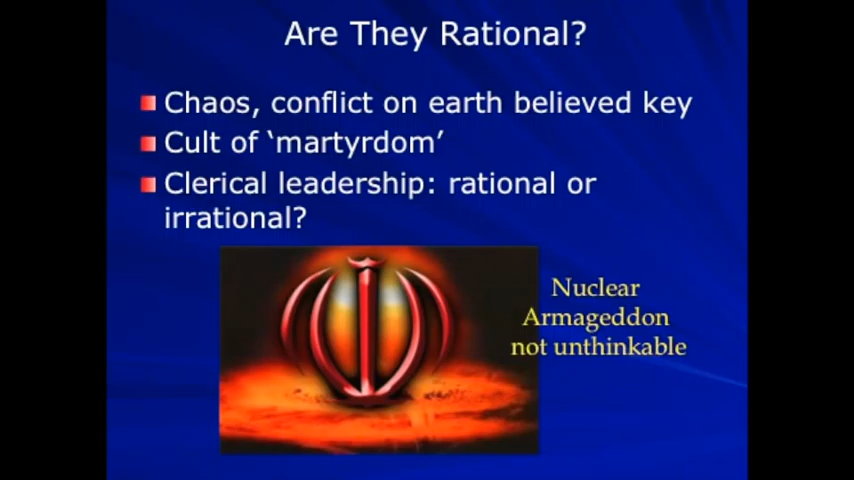 Are They Rational?
Chaos, conflict on earth believed key
Cult of ‘martyrdom’
Clerical leadership: rational or
irrational?
Nuclear
Armageddon
not unthinkable